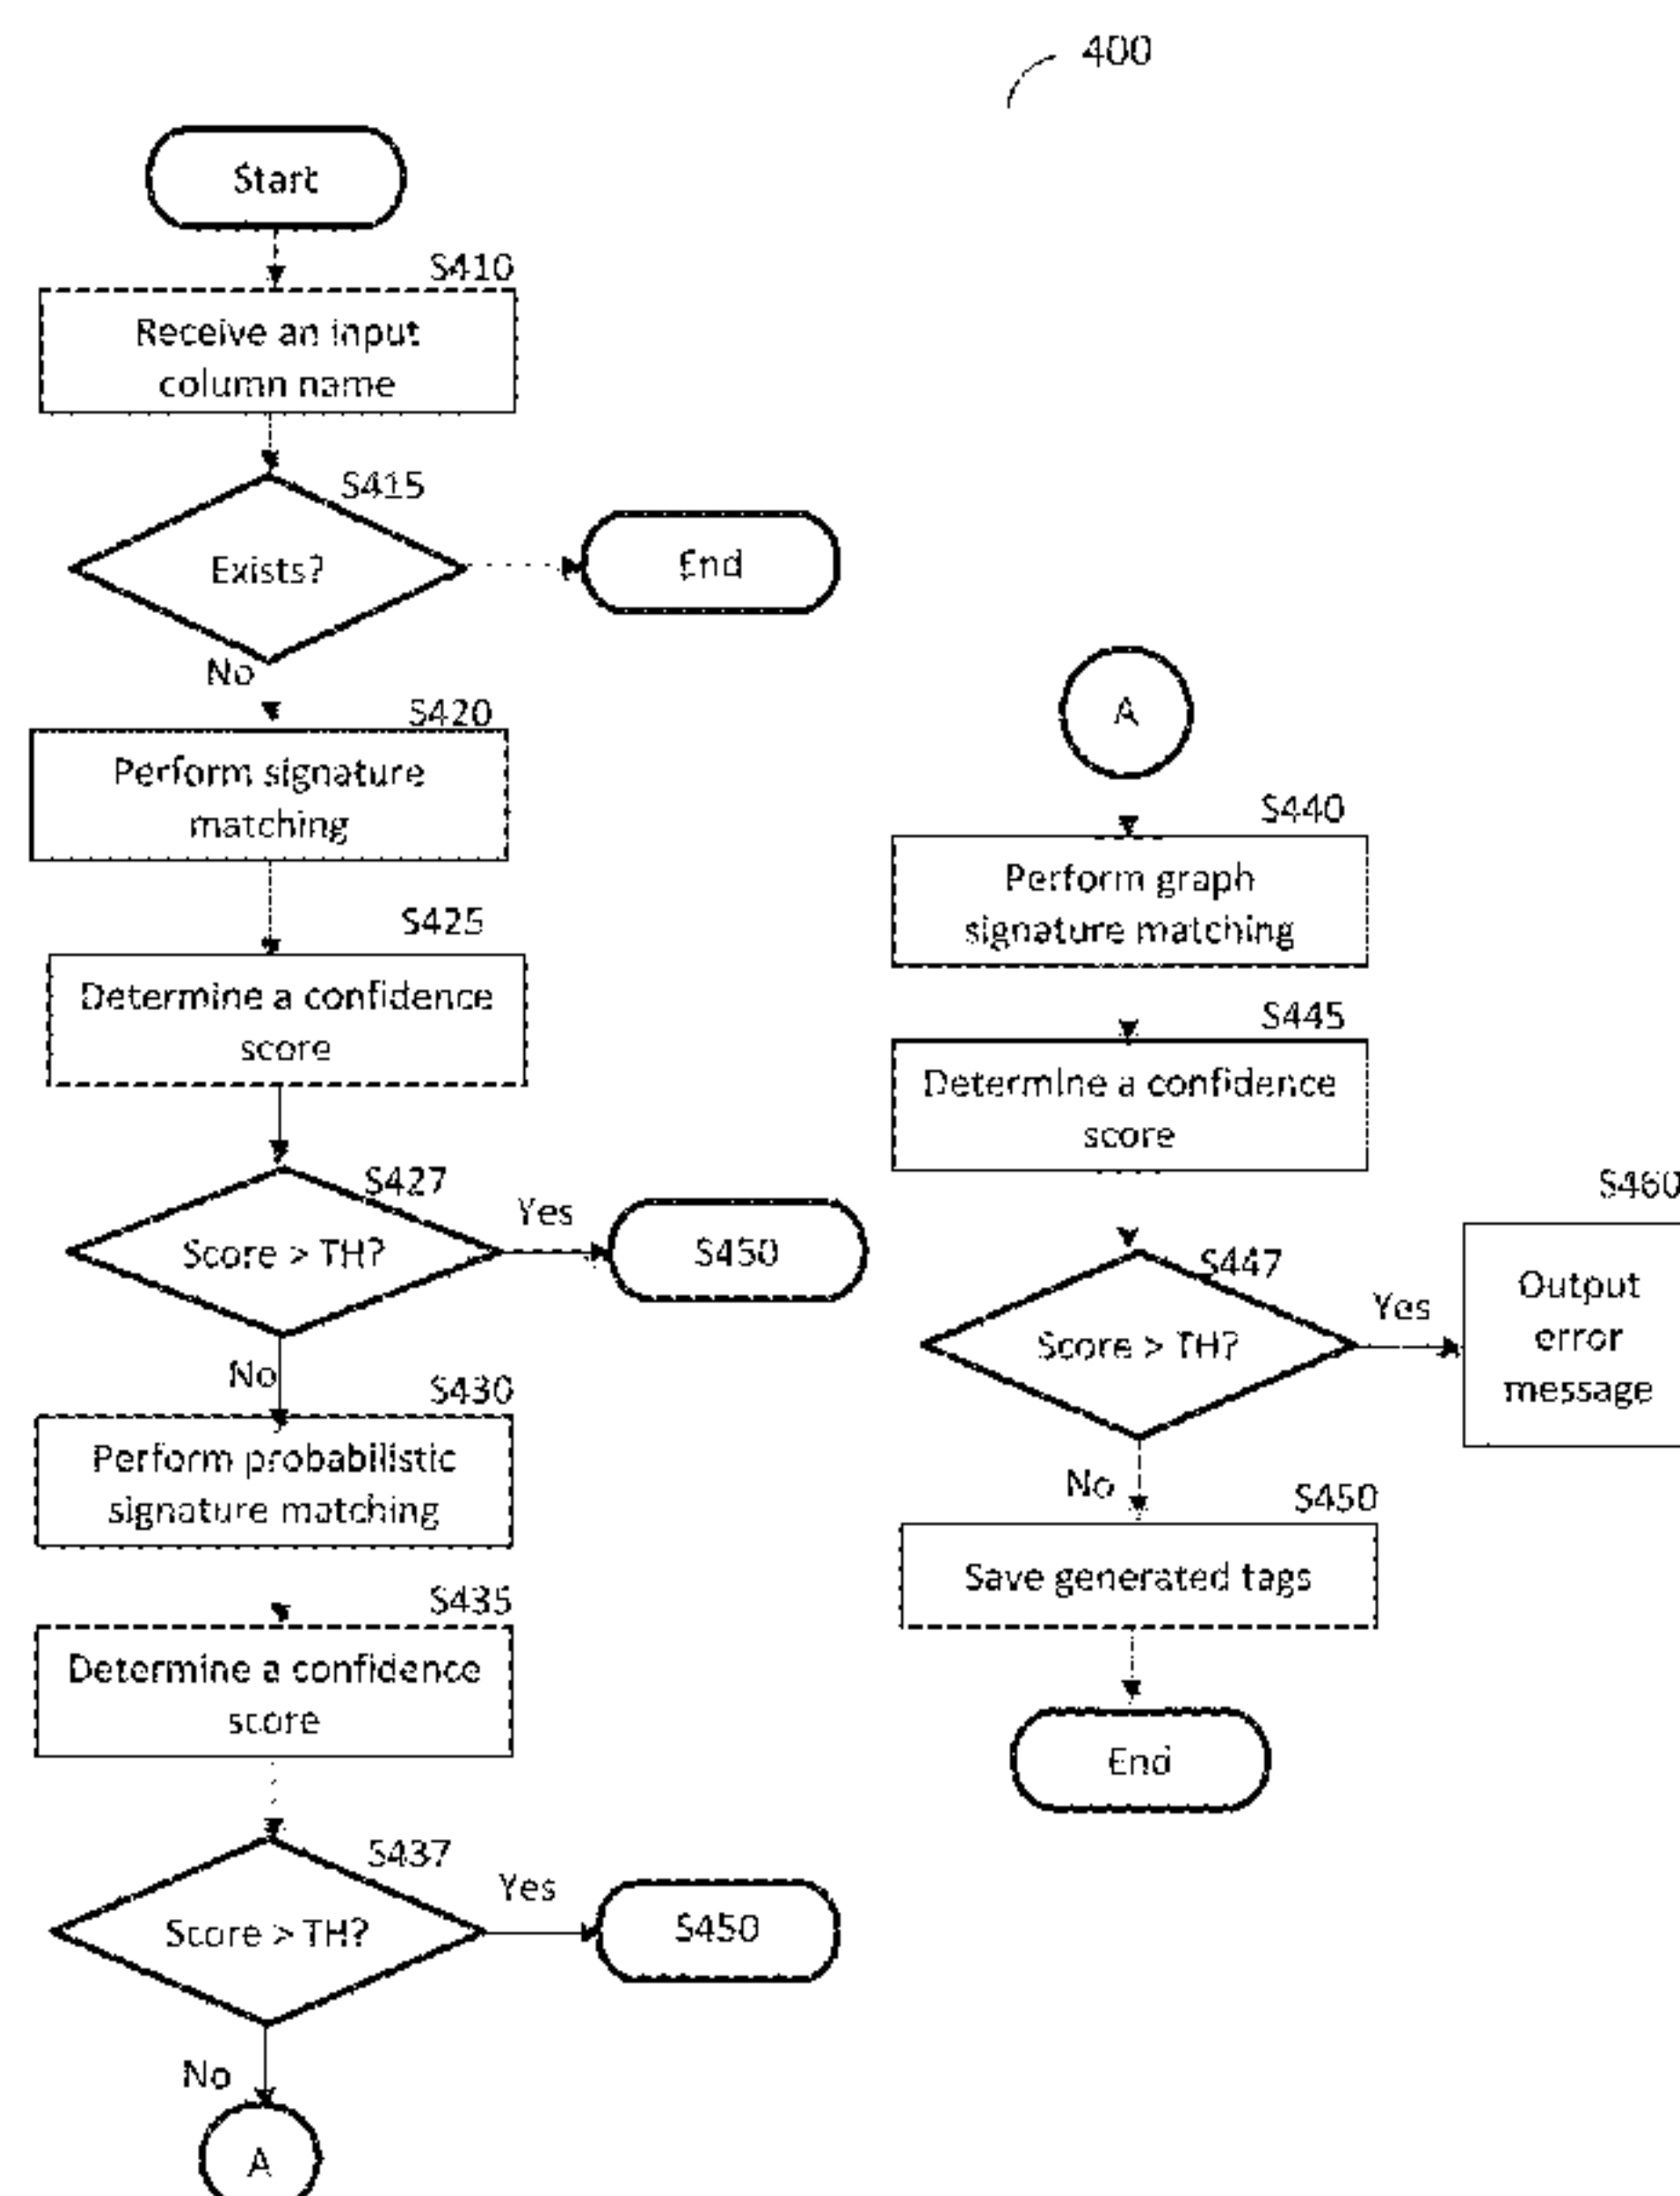 400
Start
S410
Receive an input
column name
S415
Exists?
End
No
S420
Perform signature
matching
S425
Determine a confidence
score
S427
Score > TH?
Yes
S450
No
S430
Perform probabilistic
signature matching
S435
Determine a confidence
score
S437
Score > TH?
Yes
S450
No
A
A
S440
Perform graph
signature matching
S445
Determine a confidence
score
S447
Score > TH?
Yes
S460
Output
error
message
No
S450
Save generated tags
End